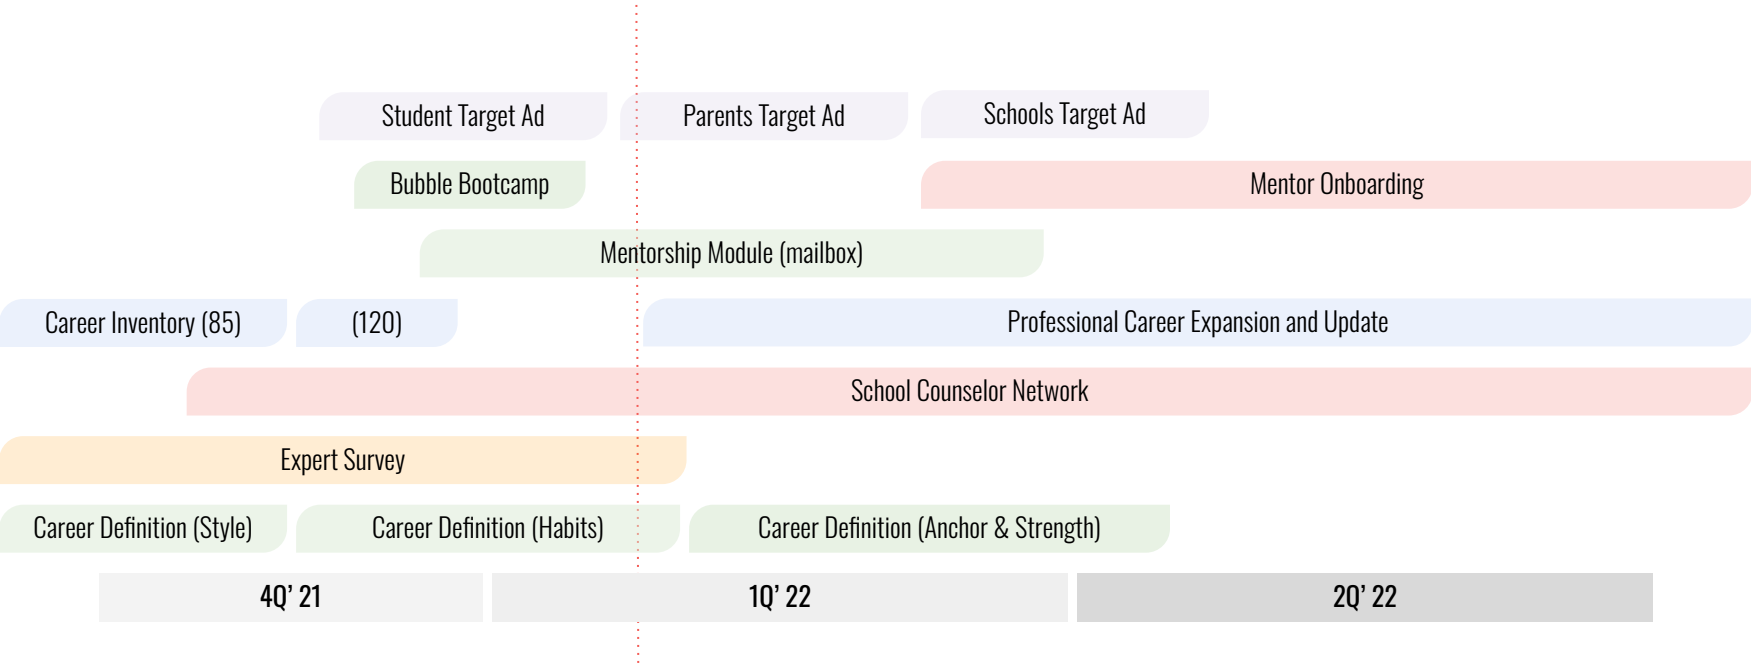 Student Target Ad
Parents Target Ad
Schools Target Ad
Bubble Bootcamp
Mentor Onboarding
Mentorship Module (mailbox)
Career Inventory (85)
(120)
Professional Career Expansion and Update
School Counselor Network
Expert Survey
Career Definition (Style)
Career Definition (Habits)
Career Definition (Anchor & Strength)
4Q’ 21
1Q’ 22
2Q’ 22